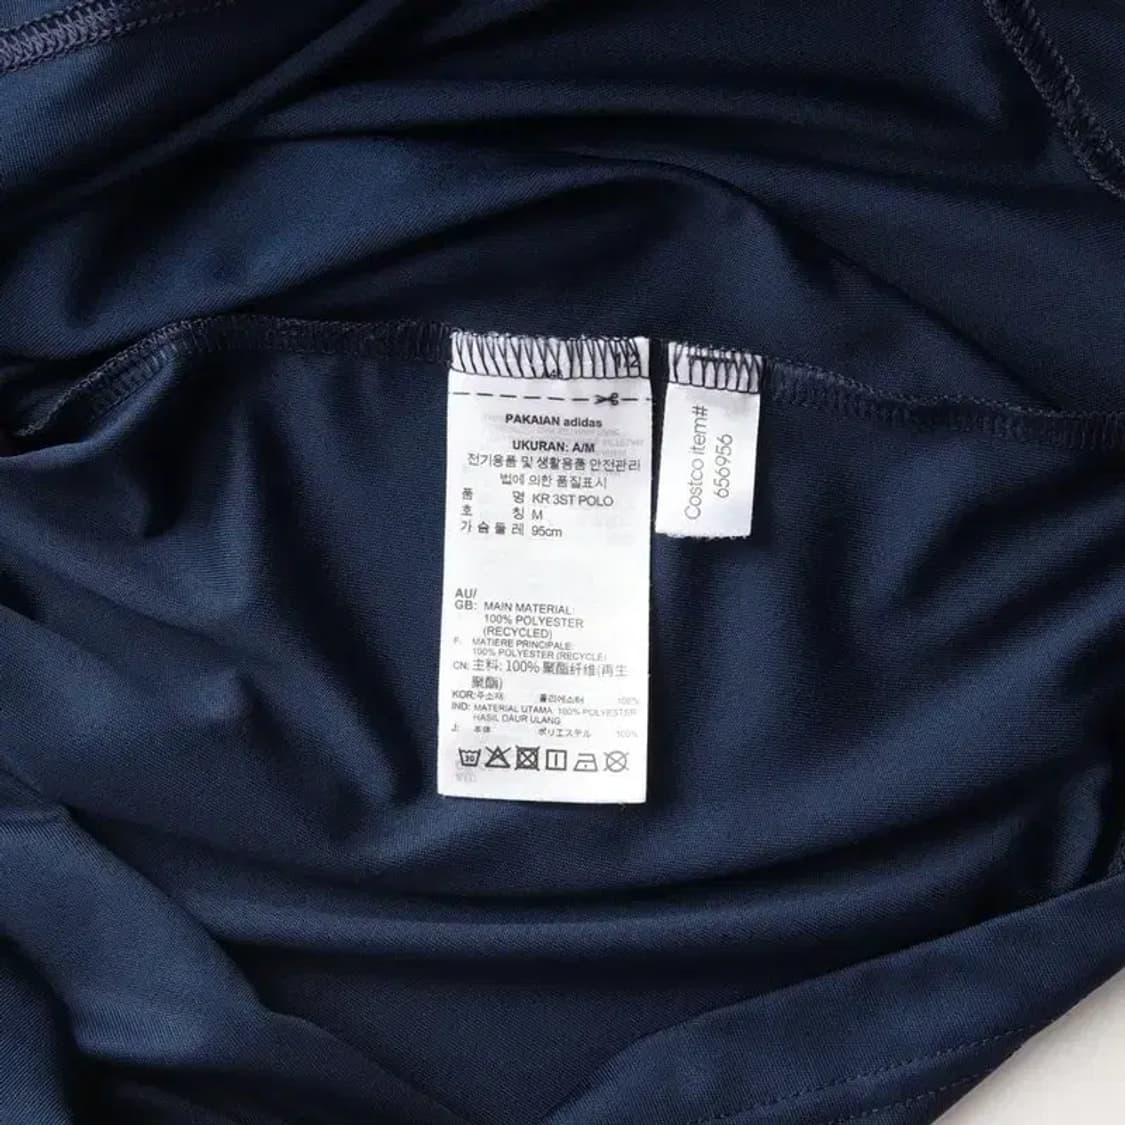 PAKAIAN adidas
UKURAN: A/M
전기용품 및 생활용품 안전관리
법에 의한 품질표시
품 명 KR 3ST POLO
호 칭 M
가 슴 둘 레 95cm
AU/
GB: MAIN MATERIAL:
100% POLYESTER
(RECYCLED)
F: MATIERE PRINCIPALE:
100% POLYESTER (RECYCLE)
CN: 主料: 100% 聚酯纤维(再生
聚酯)
KOR: 주소재 폴리에스터 100%
IND: MATERIAL UTAMA: 100% POLYESTER
HASIL DAUR ULANG
J: 本体 ポリエステル 100%
30
Costco item#
656956